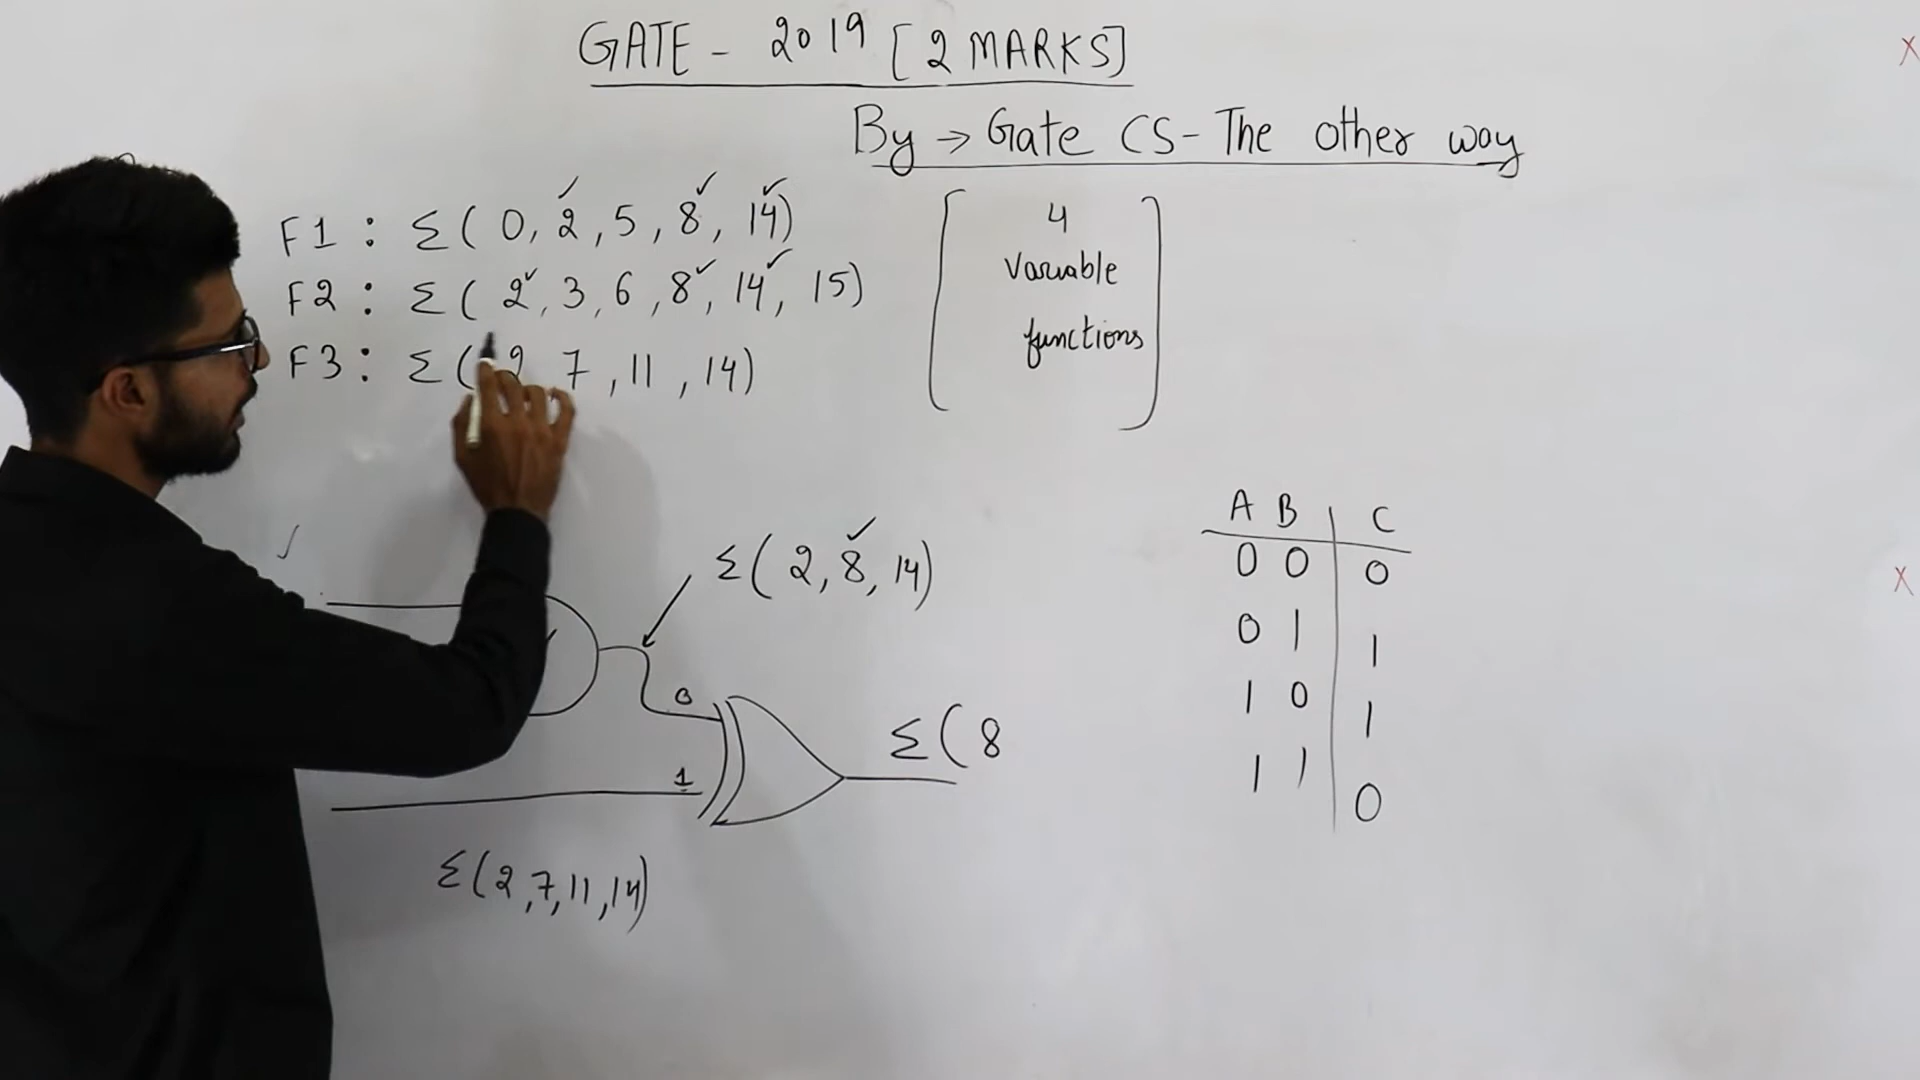 GATE - 2019 [2 MARKS]
By → Gate CS - The other way
F1 : Σ( 0, 2, 5, 8, 14)
F2 : Σ( 2, 3, 6, 8, 14, 15)
F3 : Σ( 2, 7, 11, 14)
4
Variable
functions
Σ( 2, 8, 14)
0
1
Σ( 8
Σ(2,7,11,14)
A B C
0 0 0
0 1 1
1 0 1
1 1 0